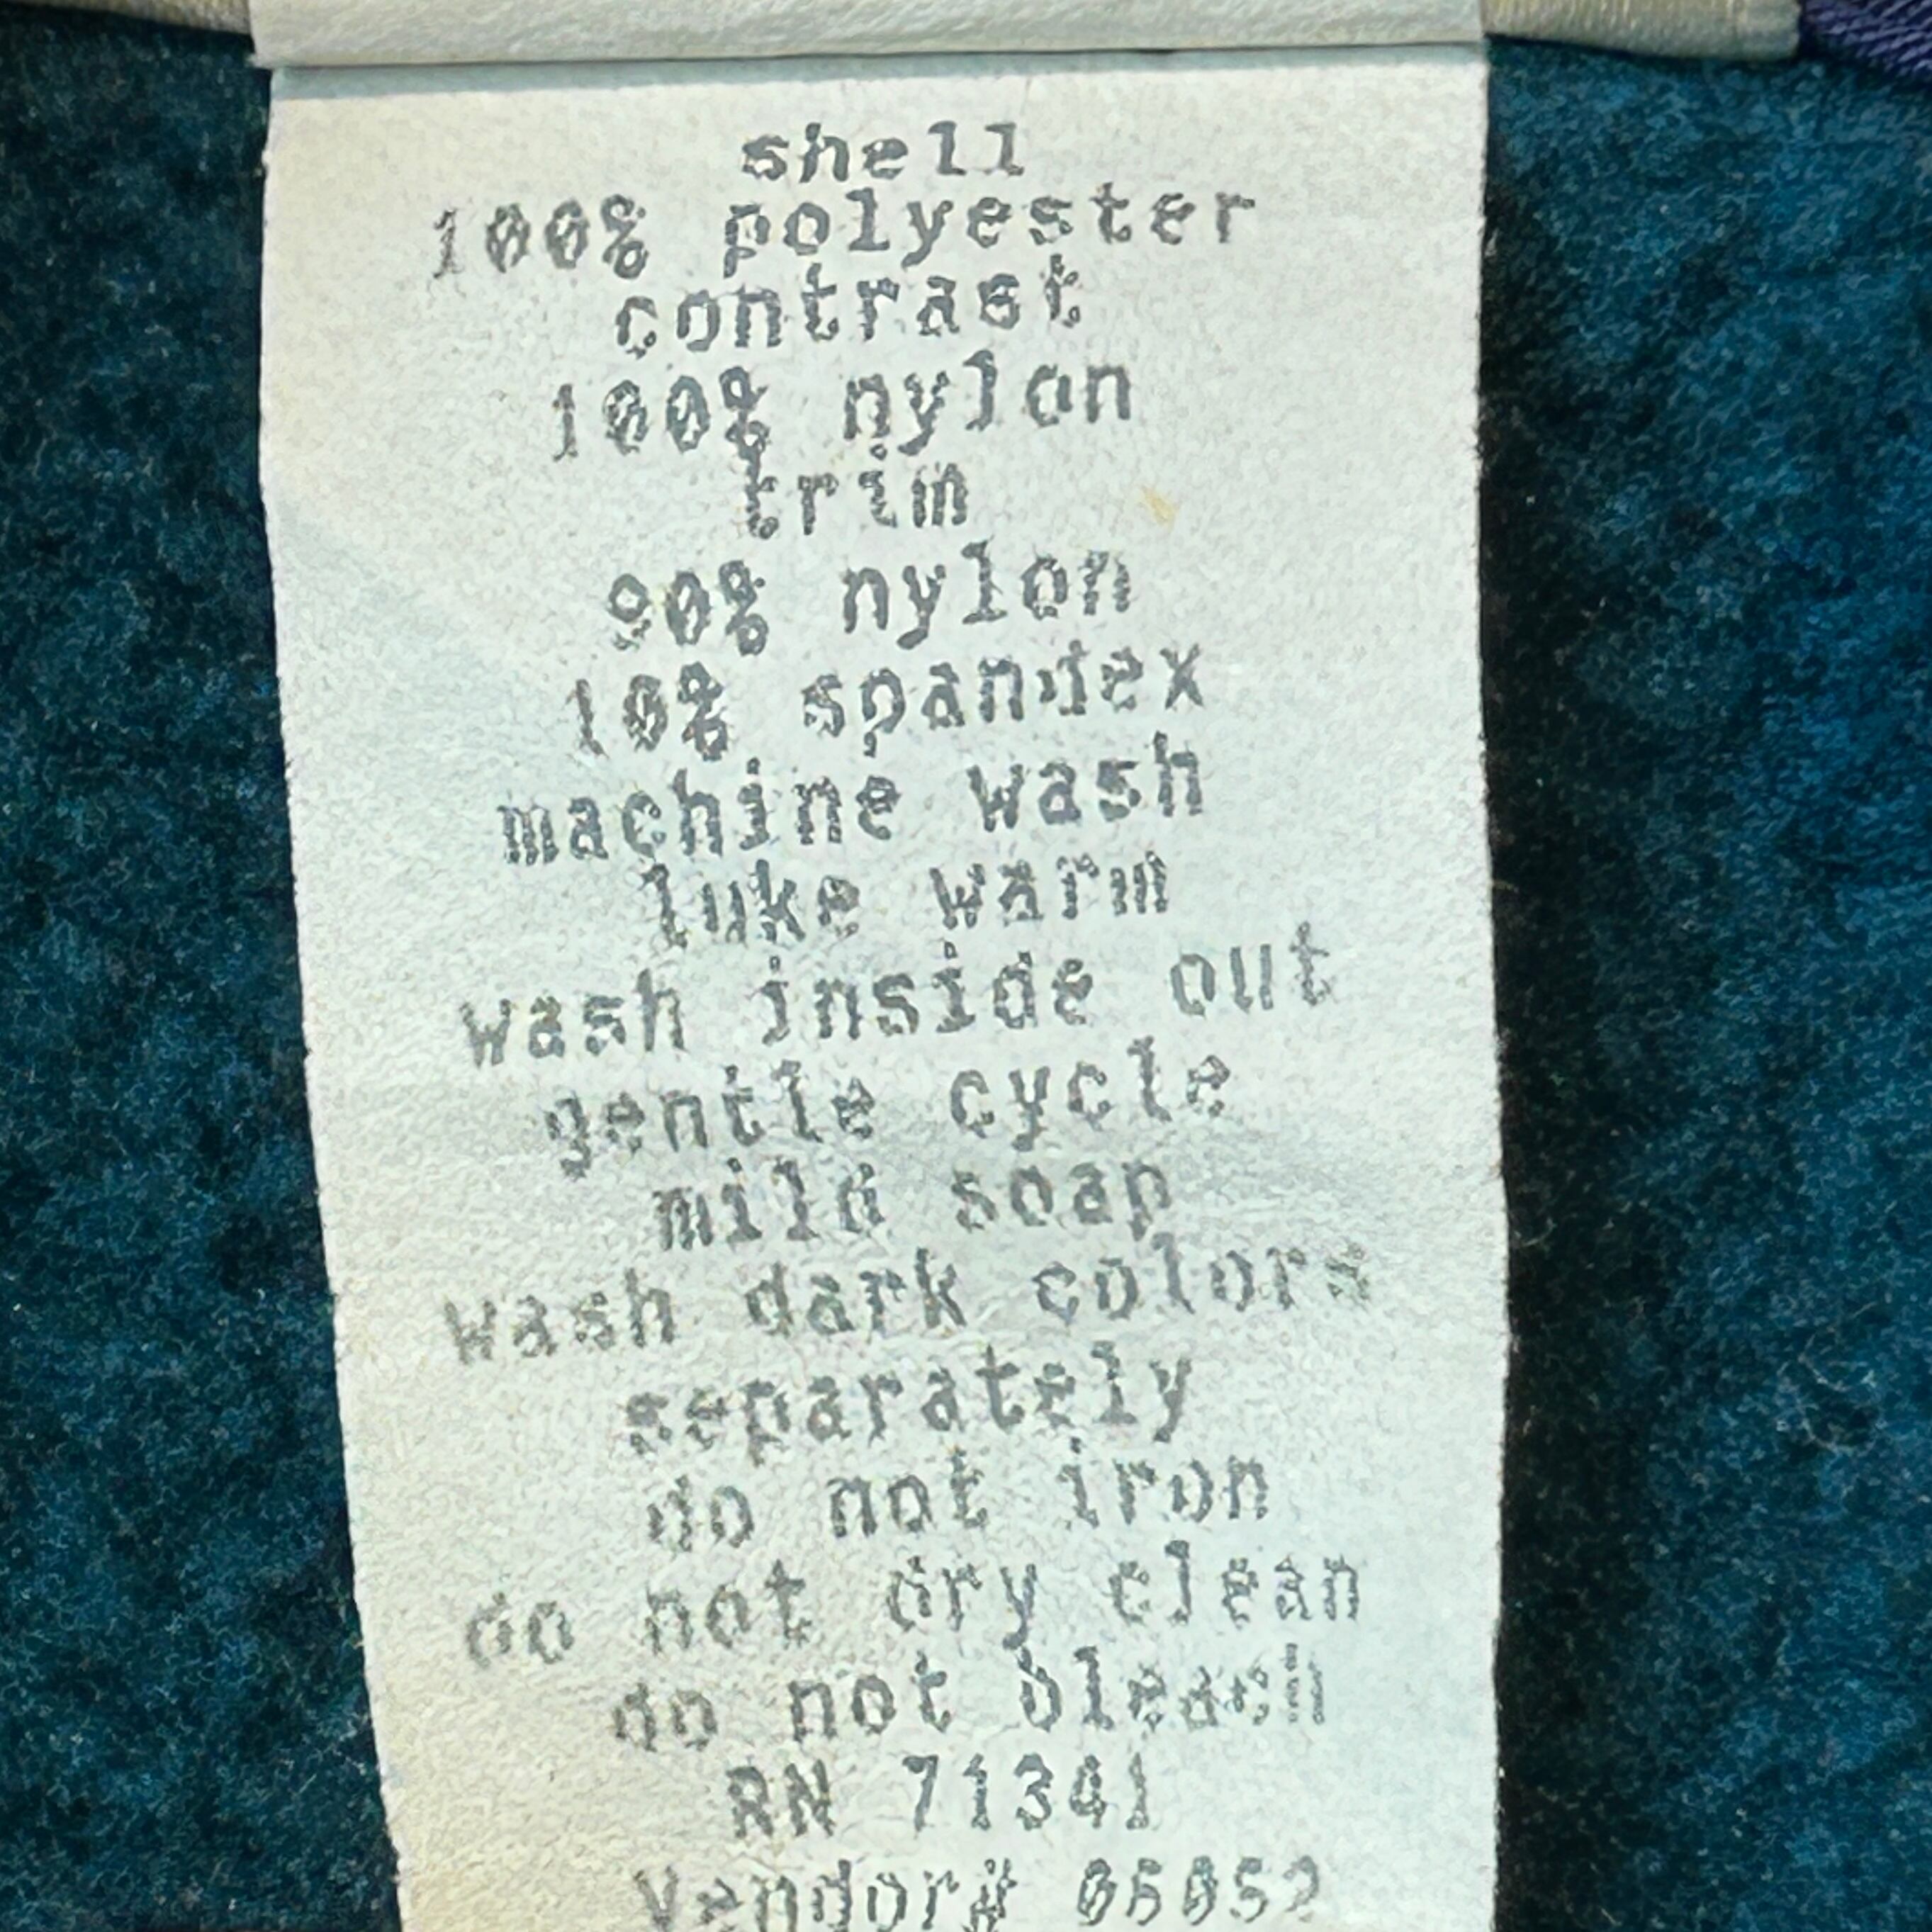 shell
100% polyester
contrast
100% nylon
trim
90% nylon
10% spandex
machine wash
luke warm
wash inside out
gentle cycle
mild soap
wash dark colors
separately
do not iron
do not dry clean
do not bleach
RN 71341
Vendor#